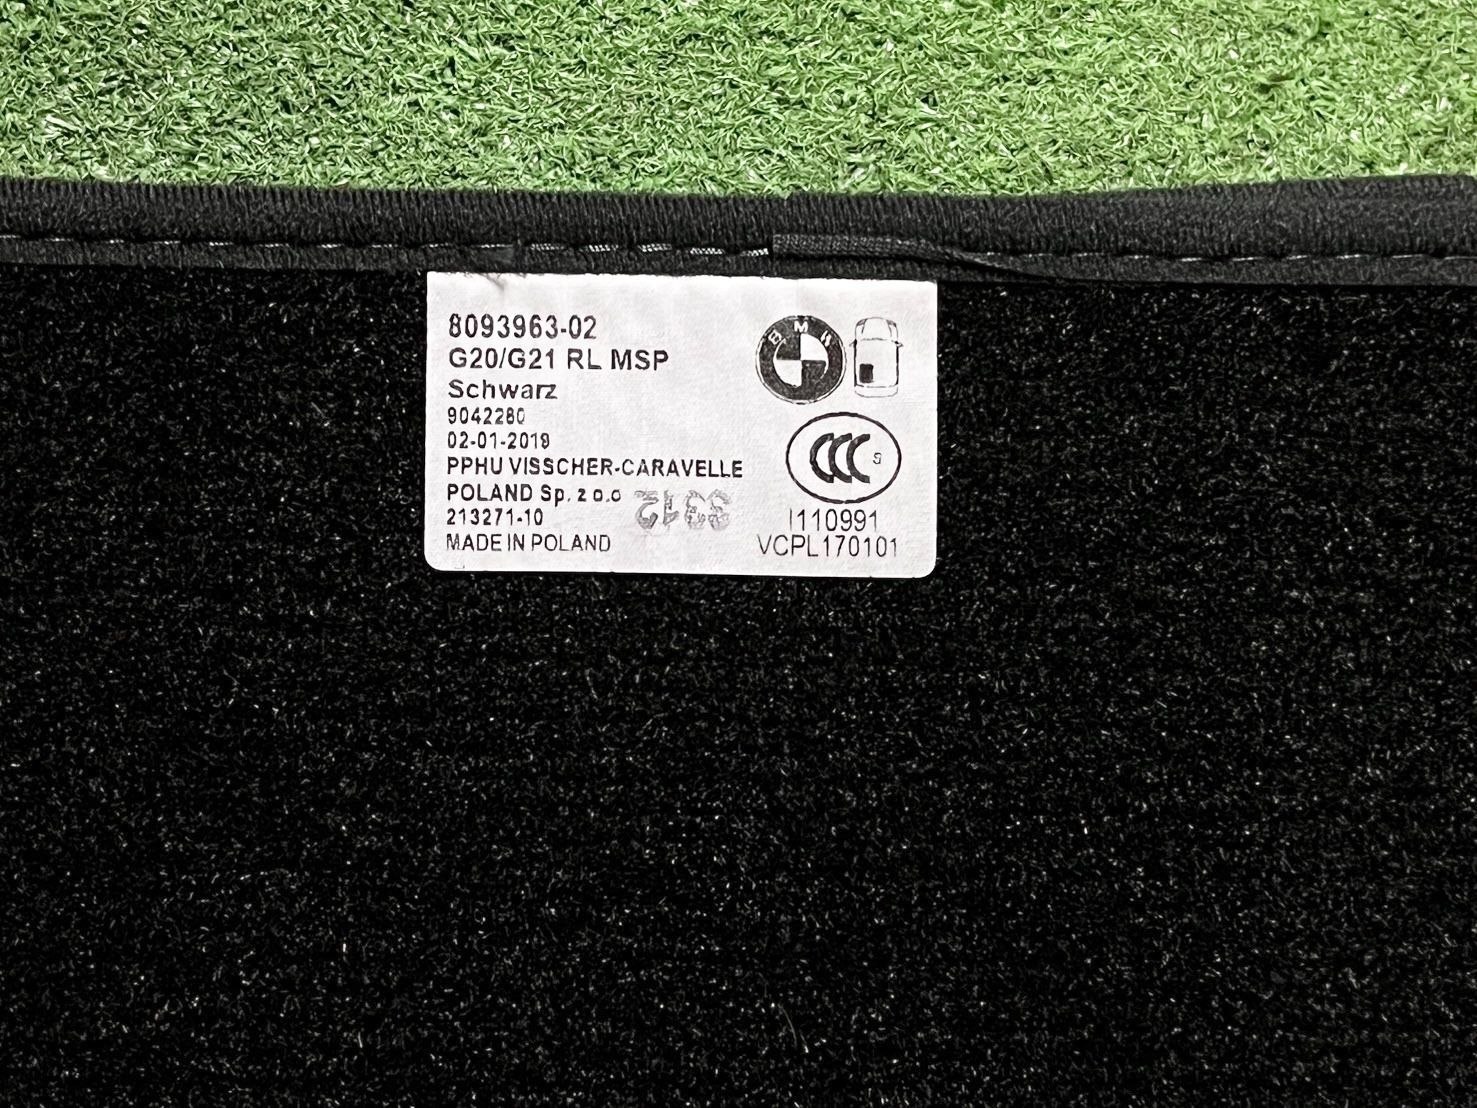 8093963-02
G20/G21 RL MSP
Schwarz
9042280
02-01-2019
PPHU VISSCHER-CARAVELLE
POLAND Sp. z o.o
213271-10
MADE IN POLAND
3312
BMW
CCC S
I110991
VCPL170101